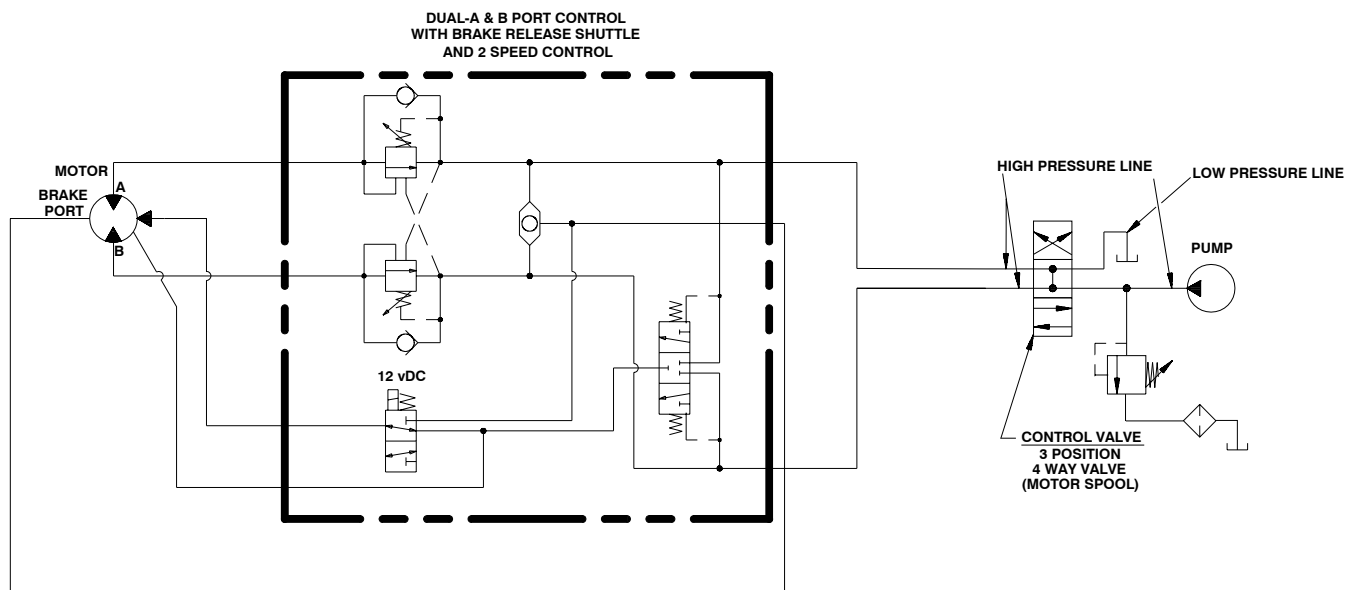 DUAL-A & B PORT CONTROL
WITH BRAKE RELEASE SHUTTLE
AND 2 SPEED CONTROL
MOTOR
A
BRAKE
PORT
B
12 vDC
HIGH PRESSURE LINE
LOW PRESSURE LINE
PUMP
CONTROL VALVE
3 POSITION
4 WAY VALVE
(MOTOR SPOOL)